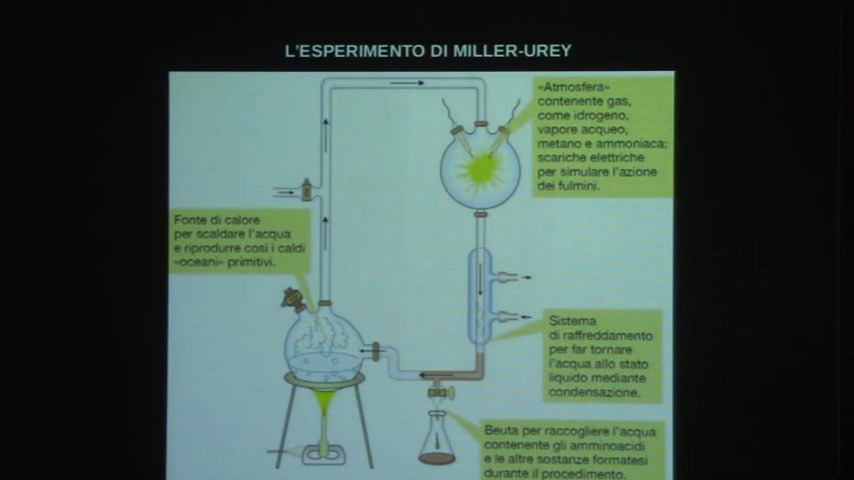 L'ESPERIMENTO DI MILLER-UREY
«Atmosfera»
contenente gas,
come idrogeno,
vapore acqueo,
metano e ammoniaca;
scariche elettriche
per simulare l'azione
dei fulmini.
Fonte di calore
per scaldare l'acqua
e riprodurre così i caldi
«oceani» primitivi.
Sistema
di raffreddamento
per far tornare
l'acqua allo stato
liquido mediante
condensazione.
Beuta per raccogliere l'acqua
contenente gli amminoacidi
e le altre sostanze formatesi
durante il procedimento.